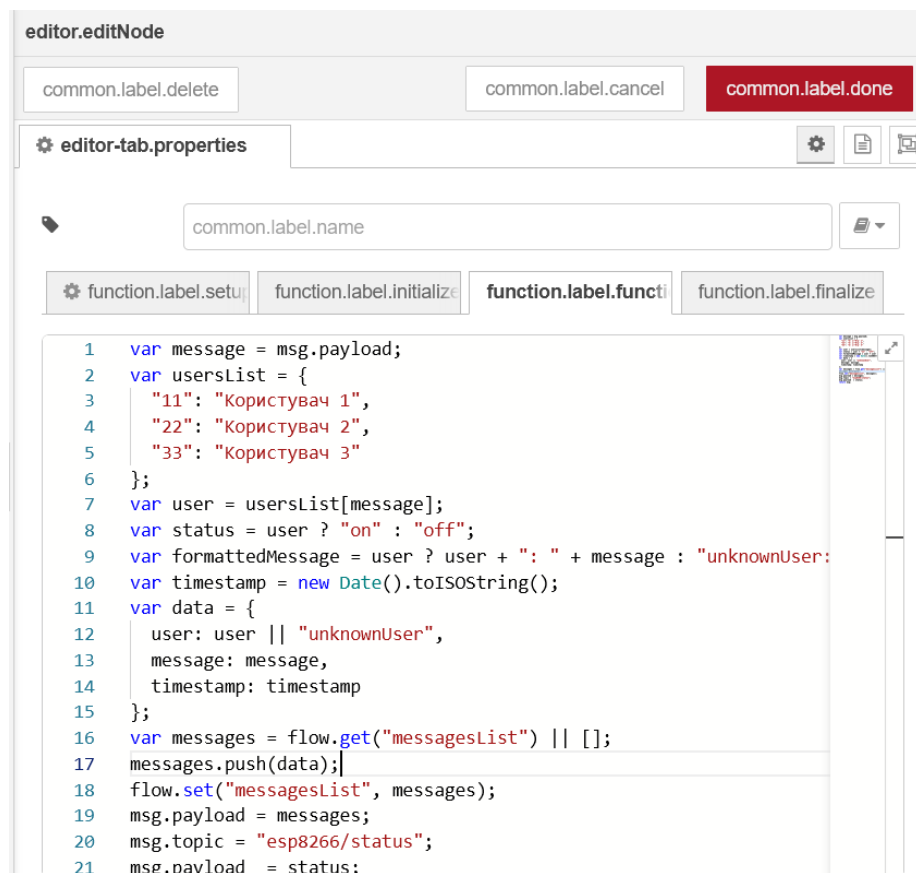 editor.editNode
common.label.delete
common.label.cancel
common.label.done
editor-tab.properties
common.label.name
function.label.setup
function.label.initialize
function.label.functi
function.label.finalize
1 var message = msg.payload;
2 var usersList = {
3 "11": "Користувач 1",
4 "22": "Користувач 2",
5 "33": "Користувач 3"
6 };
7 var user = usersList[message];
8 var status = user ? "on" : "off";
9 var formattedMessage = user ? user + ": " + message : "unknownUser:
10 var timestamp = new Date().toISOString();
11 var data = {
12 user: user || "unknownUser",
13 message: message,
14 timestamp: timestamp
15 };
16 var messages = flow.get("messagesList") || [];
17 messages.push(data);
18 flow.set("messagesList", messages);
19 msg.payload = messages;
20 msg.topic = "esp8266/status";
21 msg.payload = status;